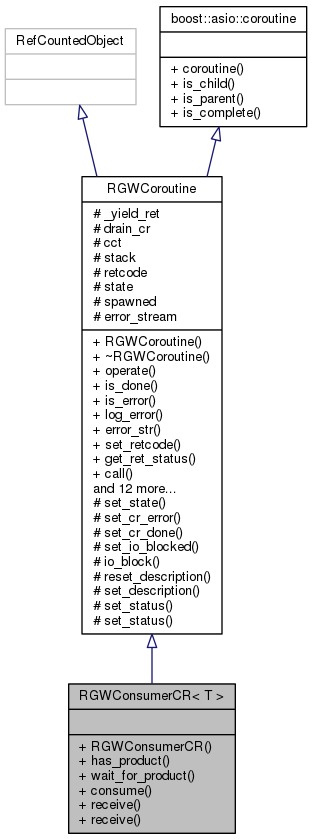 RefCountedObject
boost::asio::coroutine
+ coroutine()
+ is_child()
+ is_parent()
+ is_complete()
RGWCoroutine
# _yield_ret
# drain_cr
# cct
# stack
# retcode
# state
# spawned
# error_stream
+ RGWCoroutine()
+ ~RGWCoroutine()
+ operate()
+ is_done()
+ is_error()
+ log_error()
+ error_str()
+ set_retcode()
+ get_ret_status()
+ call()
and 12 more...
# set_state()
# set_cr_error()
# set_cr_done()
# set_io_blocked()
# io_block()
# reset_description()
# set_description()
# set_status()
# set_status()
RGWConsumerCR< T >
+ RGWConsumerCR()
+ has_product()
+ wait_for_product()
+ consume()
+ receive()
+ receive()